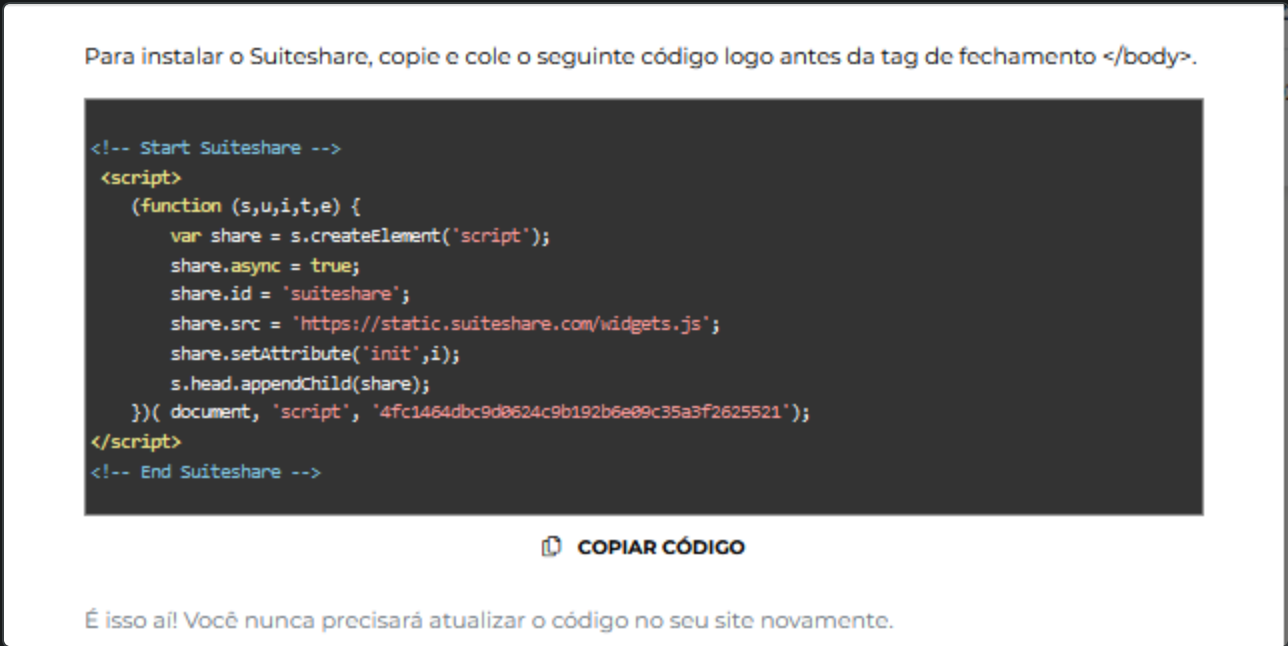 Para instalar o Suiteshare, copie e cole o seguinte código logo antes da tag de fechamento </body>.
<!-- Start Suiteshare -->
<script>
(function (s,u,i,t,e) {
var share = s.createElement('script');
share.async = true;
share.id = 'suiteshare';
share.src = 'https://static.suiteshare.com/widgets.js';
share.setAttribute('init',i);
s.head.appendChild(share);
})( document, 'script', '4fc1464dbc9d0624c9b192b6e09c35a3f2625521');
</script>
<!-- End Suiteshare -->
COPIAR CÓDIGO
É isso aí! Você nunca precisará atualizar o código no seu site novamente.